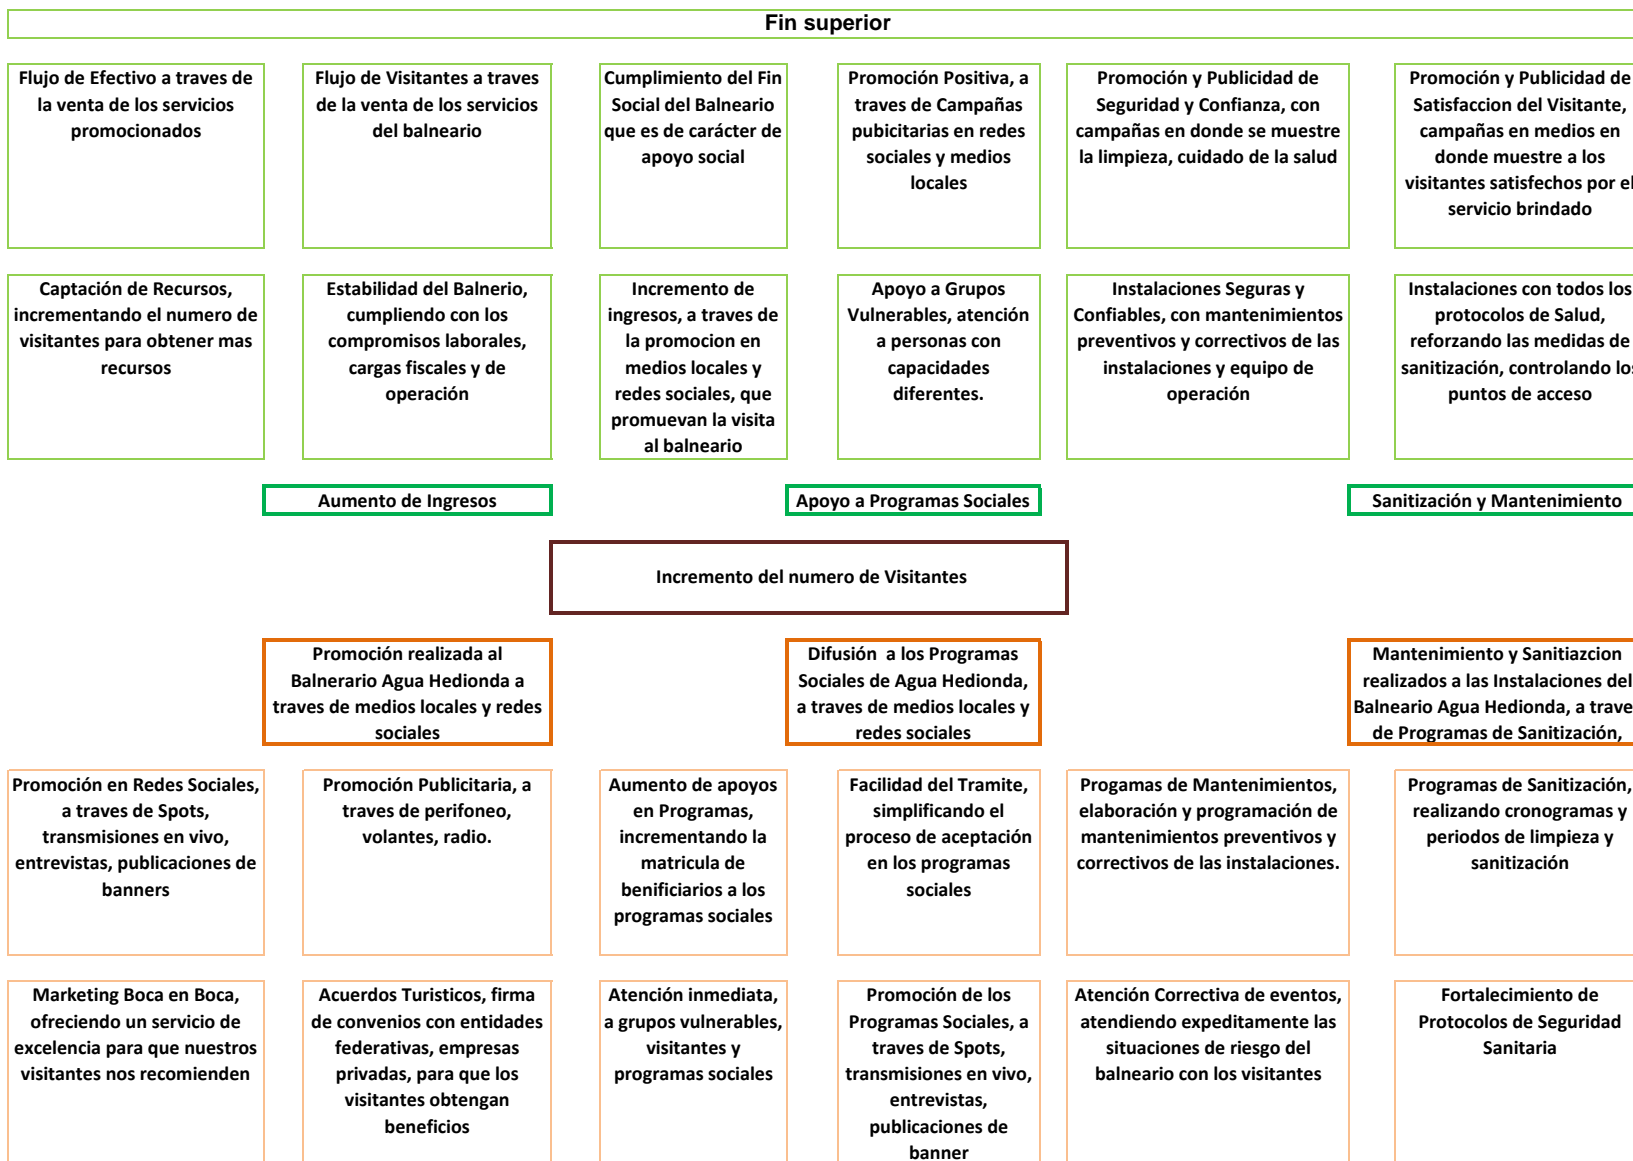 Fin superior
Flujo de Efectivo a traves de
la venta de los servicios
promocionados
Flujo de Visitantes a traves
de la venta de los servicios
del balneario
Cumplimiento del Fin
Social del Balneario
que es de carácter de
apoyo social
Promoción Positiva, a
traves de Campañas
pubicitarias en redes
sociales y medios
locales
Promoción y Publicidad de
Seguridad y Confianza, con
campañas en donde se muestre
la limpieza, cuidado de la salud
Promoción y Publicidad de
Satisfaccion del Visitante,
campañas en medios en
donde muestre a los
visitantes satisfechos por el
servicio brindado
Captación de Recursos,
incrementando el numero de
visitantes para obtener mas
recursos
Estabilidad del Balnerio,
cumpliendo con los
compromisos laborales,
cargas fiscales y de
operación
Incremento de
ingresos, a traves de
la promocion en
medios locales y
redes sociales, que
promuevan la visita
al balneario
Apoyo a Grupos
Vulnerables, atención
a personas con
capacidades
diferentes.
Instalaciones Seguras y
Confiables, con mantenimientos
preventivos y correctivos de las
instalaciones y equipo de
operación
Instalaciones con todos los
protocolos de Salud,
reforzando las medidas de
sanitización, controlando los
puntos de acceso
Aumento de Ingresos
Apoyo a Programas Sociales
Sanitización y Mantenimiento
Incremento del numero de Visitantes
Promoción realizada al
Balnerario Agua Hedionda a
traves de medios locales y redes
sociales
Difusión a los Programas
Sociales de Agua Hedionda,
a traves de medios locales y
redes sociales
Mantenimiento y Sanitiazcion
realizados a las Instalaciones del
Balneario Agua Hedionda, a trave
de Programas de Sanitización,
Promoción en Redes Sociales,
a traves de Spots,
transmisiones en vivo,
entrevistas, publicaciones de
banners
Promoción Publicitaria, a
traves de perifoneo,
volantes, radio.
Aumento de apoyos
en Programas,
incrementando la
matricula de
benificiarios a los
programas sociales
Facilidad del Tramite,
simplificando el
proceso de aceptación
en los programas
sociales
Progamas de Mantenimientos,
elaboración y programación de
mantenimientos preventivos y
correctivos de las instalaciones.
Programas de Sanitización,
realizando cronogramas y
periodos de limpieza y
sanitización
Marketing Boca en Boca,
ofreciendo un servicio de
excelencia para que nuestros
visitantes nos recomienden
Acuerdos Turisticos, firma
de convenios con entidades
federativas, empresas
privadas, para que los
visitantes obtengan
beneficios
Atención inmediata,
a grupos vulnerables,
visitantes y
programas sociales
Promoción de los
Programas Sociales, a
traves de Spots,
transmisiones en vivo,
entrevistas,
publicaciones de
banner
Atención Correctiva de eventos,
atendiendo expeditamente las
situaciones de riesgo del
balneario con los visitantes
Fortalecimiento de
Protocolos de Seguridad
Sanitaria